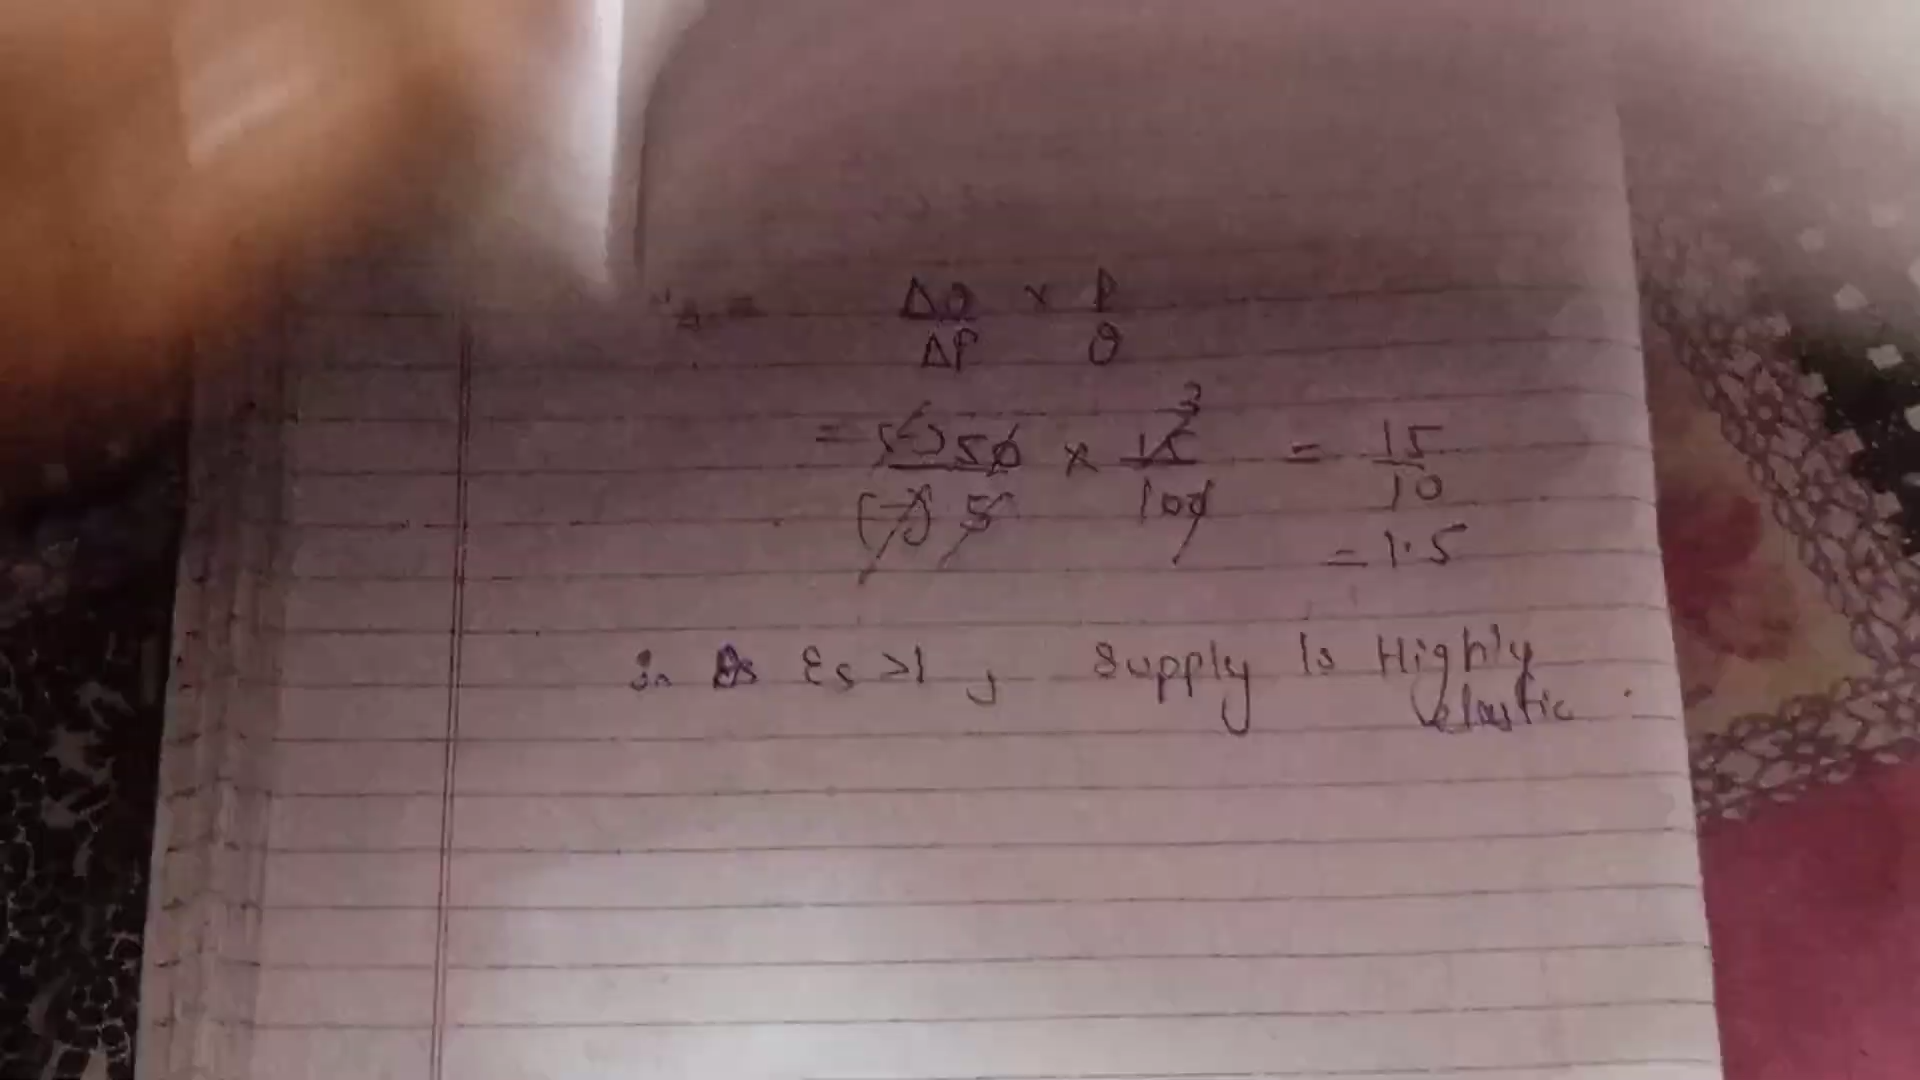 = ΔQ/ΔP × P/Q
= (-)50/(-)5 × 15/100 = 15/10
= 1.5
Es >1, Supply is Highly
elastic.